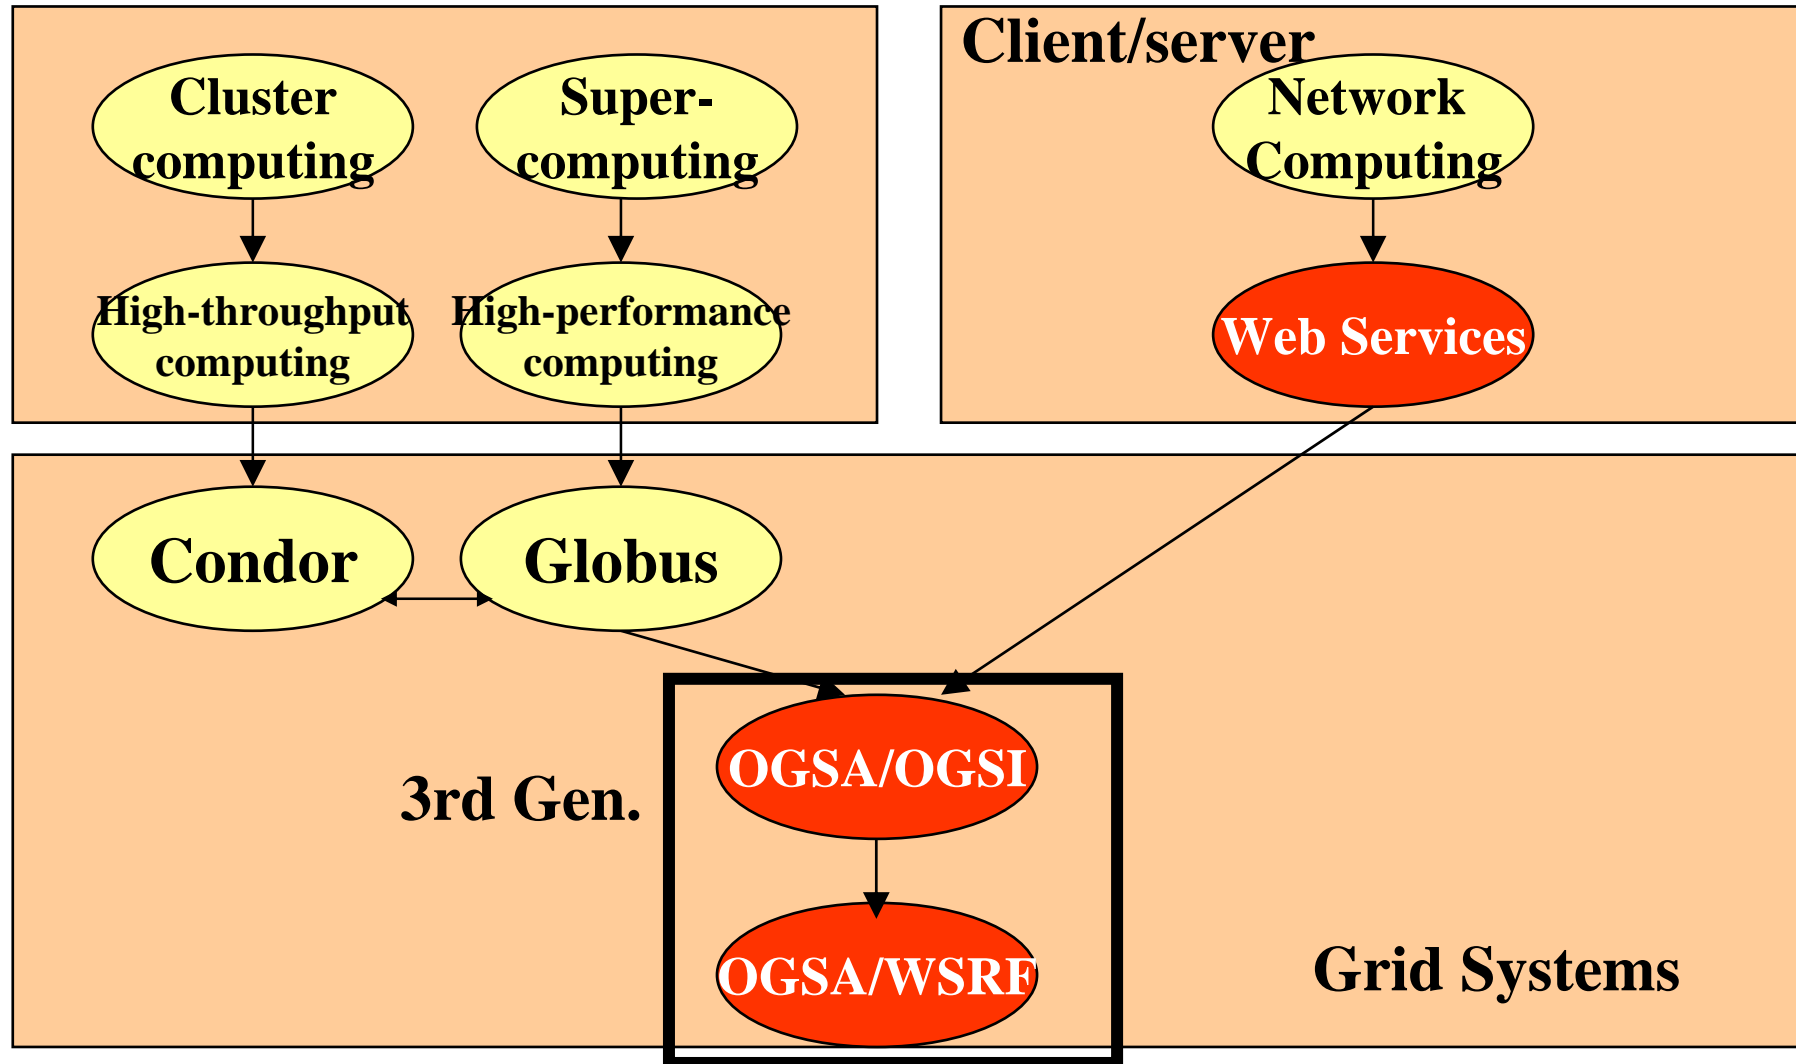 Client/server
Cluster
computing
Super-
computing
Network
Computing
High-throughput
computing
High-performance
computing
Web Services
Condor
Globus
OGSA/OGSI
3rd Gen.
OGSA/WSRF
Grid Systems